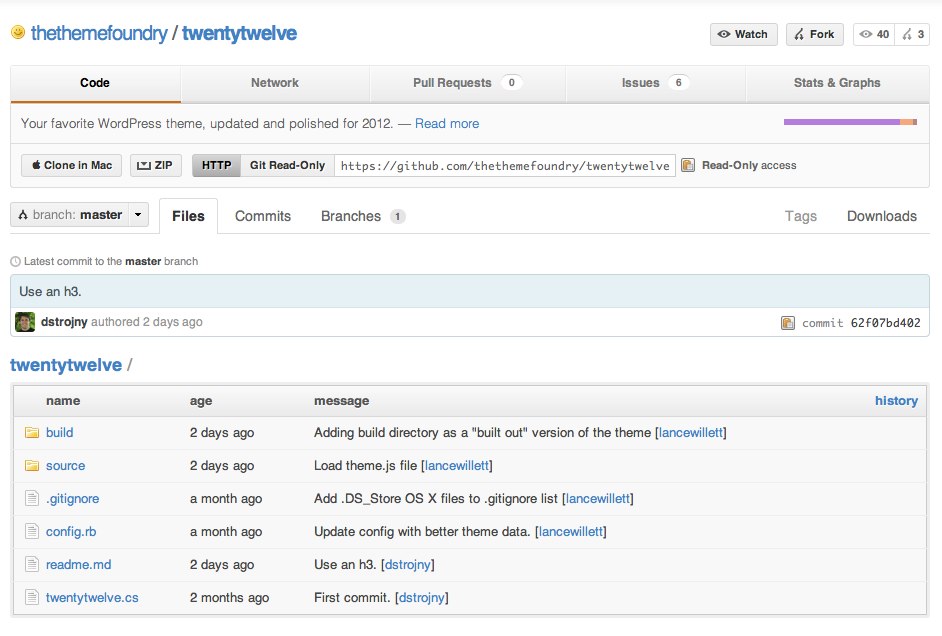 thethemefoundry / twentytwelve
Watch Fork 40 3
Code Network Pull Requests 0 Issues 6 Stats & Graphs
Your favorite WordPress theme, updated and polished for 2012. — Read more
Clone in Mac ZIP HTTP Git Read-Only https://github.com/thethemefoundry/twentytwelve Read-Only access
branch: master Files Commits Branches 1 Tags Downloads
Latest commit to the master branch
Use an h3.
dstrojny authored 2 days ago commit 62f07bd402
twentytwelve /
name age message history
build 2 days ago Adding build directory as a "built out" version of the theme [lancewillett]
source 2 days ago Load theme.js file [lancewillett]
.gitignore a month ago Add .DS_Store OS X files to .gitignore list [lancewillett]
config.rb a month ago Update config with better theme data. [lancewillett]
readme.md 2 days ago Use an h3. [dstrojny]
twentytwelve.cs 2 months ago First commit. [dstrojny]